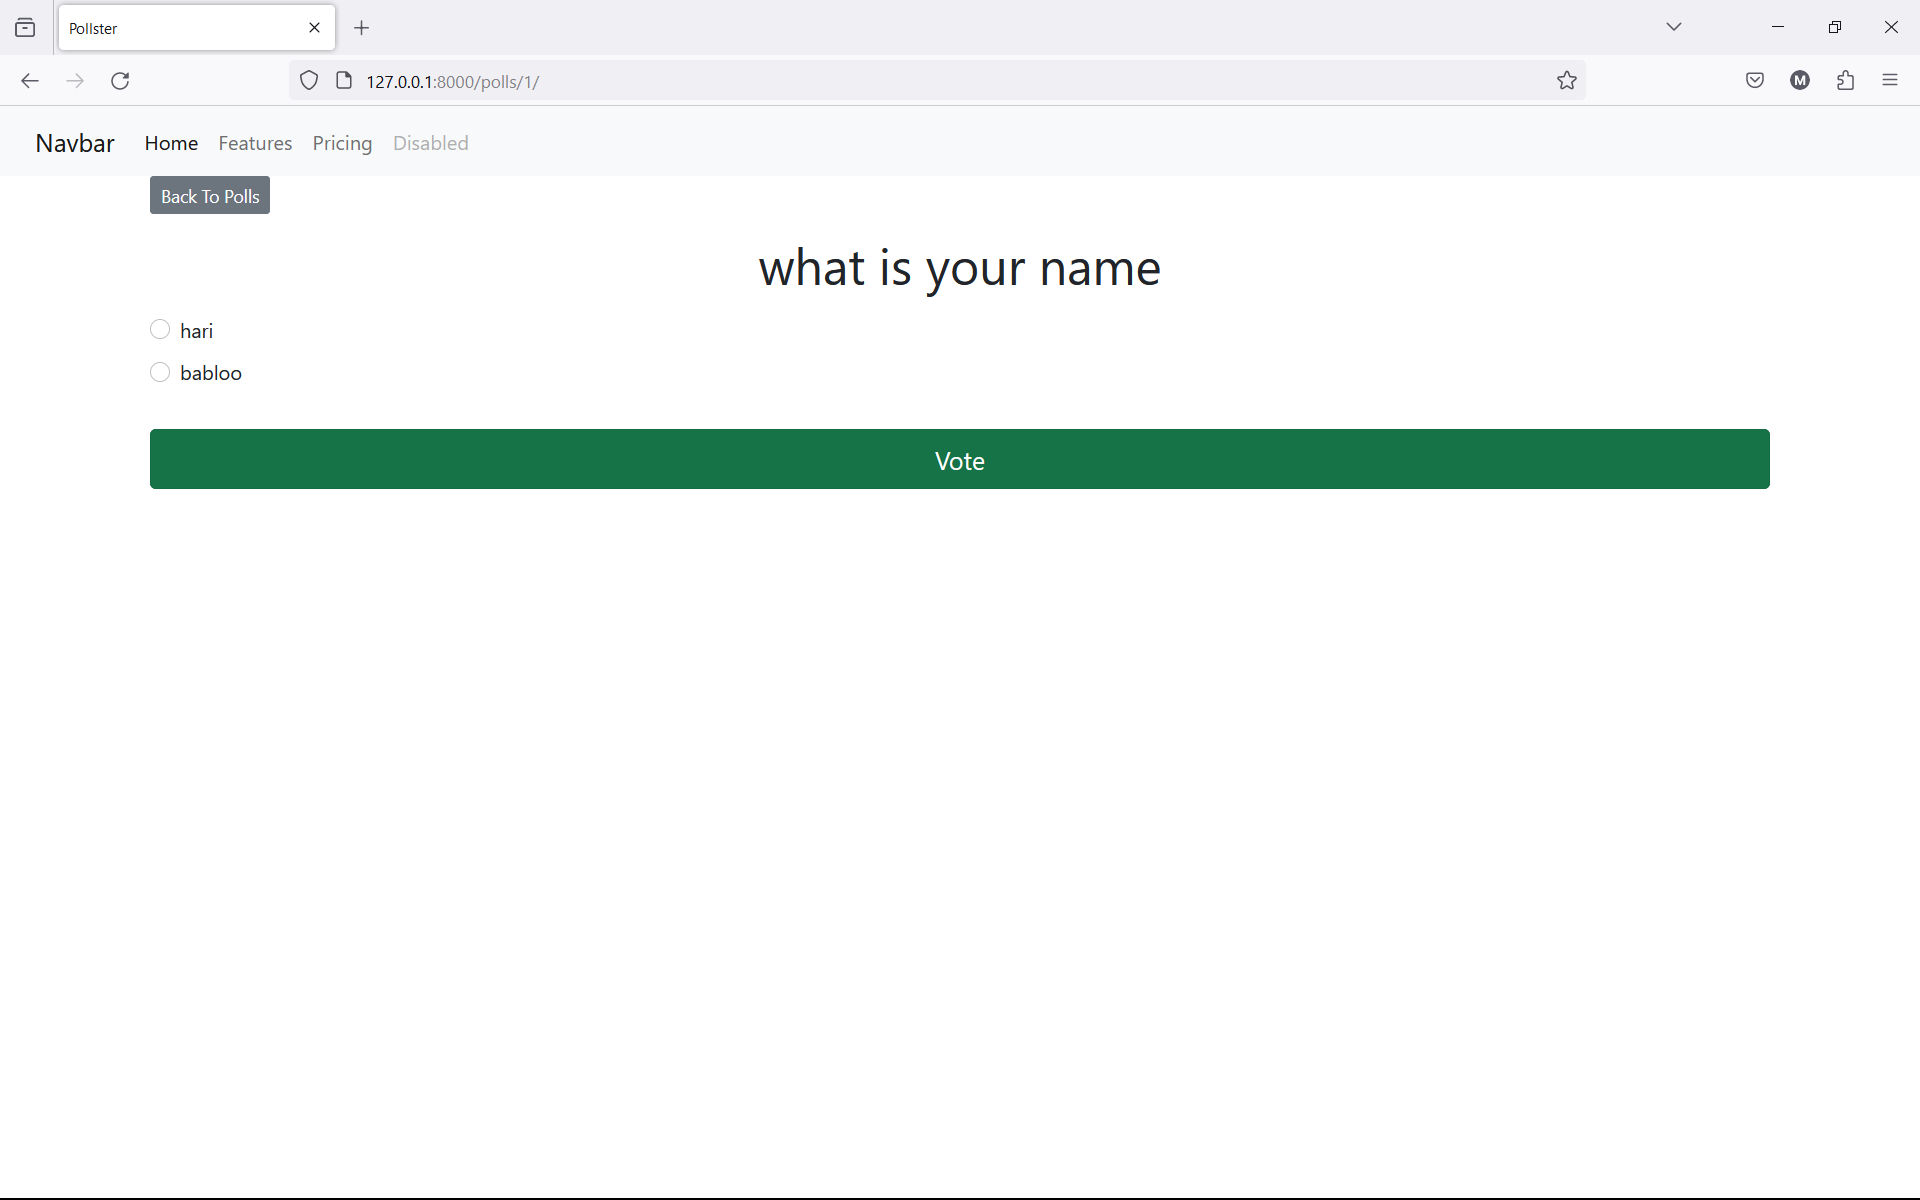 Pollster
127.0.0.1:8000/polls/1/
M
Navbar Home Features Pricing Disabled
Back To Polls
what is your name
hari
babloo
Vote